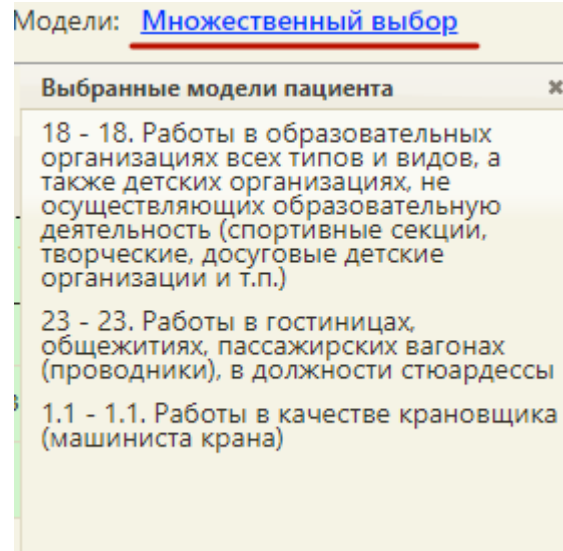 Модели: Множественный выбор
Выбранные модели пациента
18 - 18. Работы в образовательных
организациях всех типов и видов, а
также детских организациях, не
осуществляющих образовательную
деятельность (спортивные секции,
творческие, досуговые детские
организации и т.п.)
23 - 23. Работы в гостиницах,
общежитиях, пассажирских вагонах
(проводники), в должности стюардессы
1.1 - 1.1. Работы в качестве крановщика
(машиниста крана)